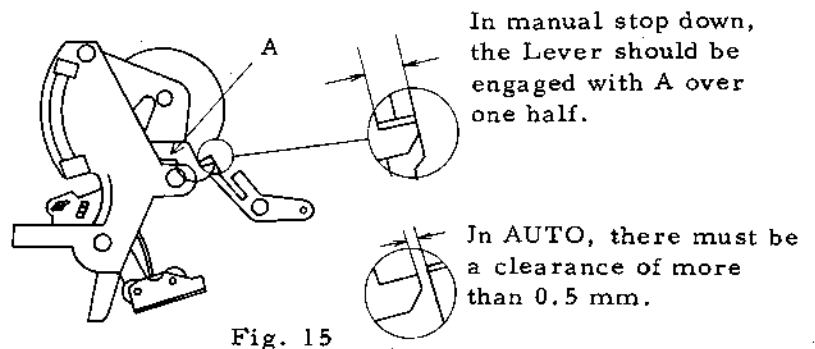 A
In manual stop down,
the Lever should be
engaged with A over
one half.
In AUTO, there must be
a clearance of more
than 0.5 mm.
Fig. 15